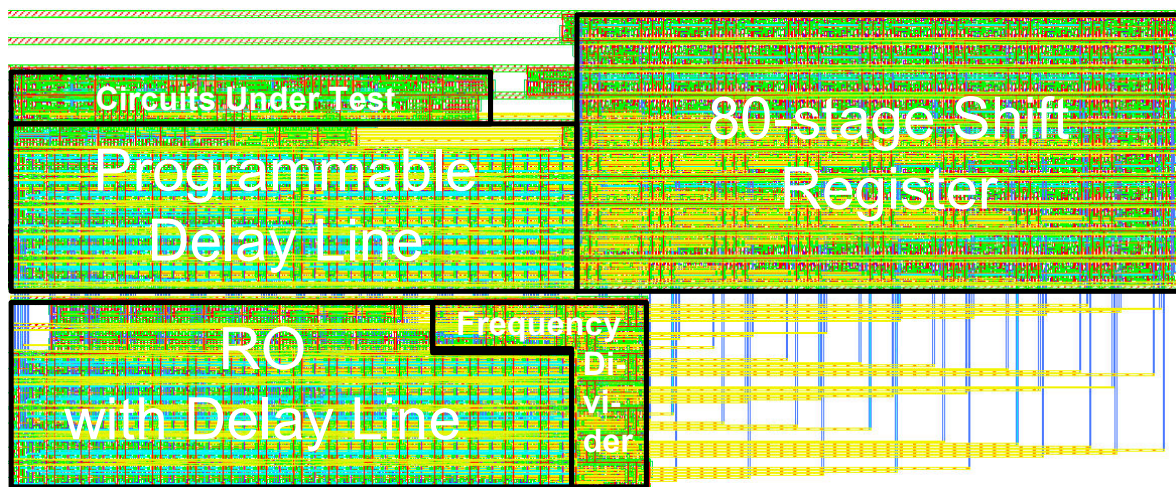 Circuits Under Test
Programmable
Delay Line
80-stage Shift
Register
RO
with Delay Line
Frequency
Di-
vi-
der